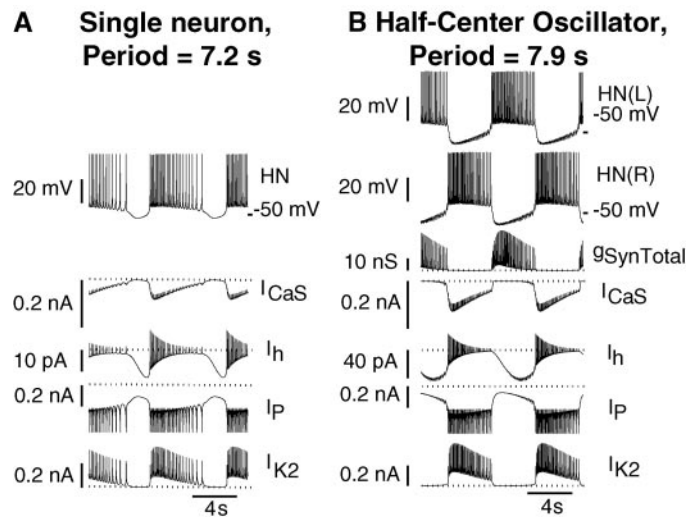 A Single neuron,
Period = 7.2 s
20 mV
HN
-50 mV
0.2 nA
ICaS
10 pA
Ih
0.2 nA
IP
0.2 nA
IK2
4s
B Half-Center Oscillator,
Period = 7.9 s
20 mV
HN(L)
-50 mV
20 mV
HN(R)
-50 mV
10 nS
gSynTotal
0.2 nA
ICaS
40 pA
Ih
0.2 nA
IP
0.2 nA
IK2
4s